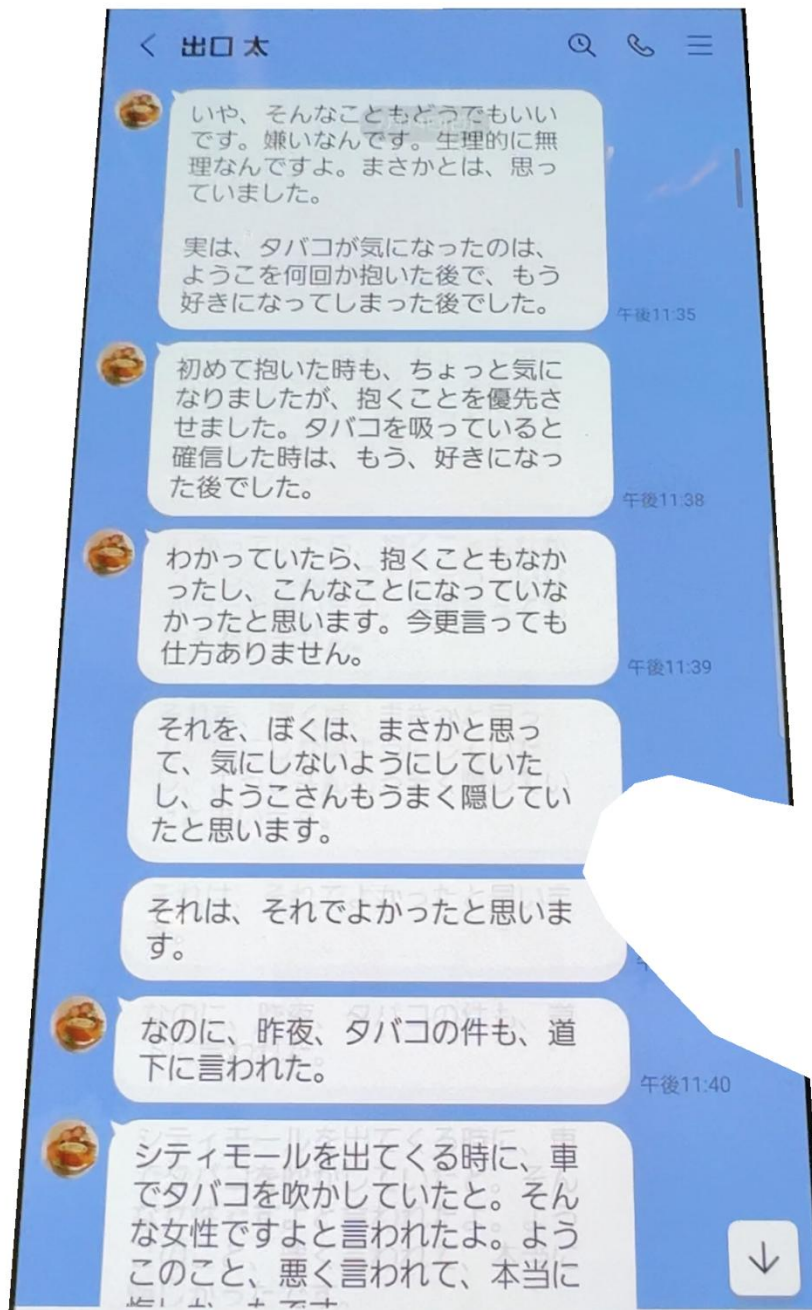 出口 太
いや、そんなこともどうでもいい
です。嫌いなんです。生理的に無
理なんですよ。まさかとは、思っ
ていました。
実は、タバコが気になったのは、
ようこを何回か抱いた後で、もう
好きになってしまった後でした。
午後11:35
初めて抱いた時も、ちょっと気に
なりましたが、抱くことを優先さ
せました。タバコを吸っていると
確信した時は、もう、好きになっ
た後でした。
午後11:38
わかっていたら、抱くこともなか
ったし、こんなことになっていな
かったと思います。今更言っても
仕方ありません。
午後11:39
それを、ぼくは、まさかと思っ
て、気にしないようにしていた
し、ようこさんもうまく隠してい
たと思います。
それは、それでよかったと思いま
す。
なのに、昨夜、タバコの件も、道
下に言われた。
午後11:40
シティモールを出てくる時に、車
でタバコを吹かしていたと。そん
な女性ですよと言われたよ。よう
このこと、悪く言われて、本当に